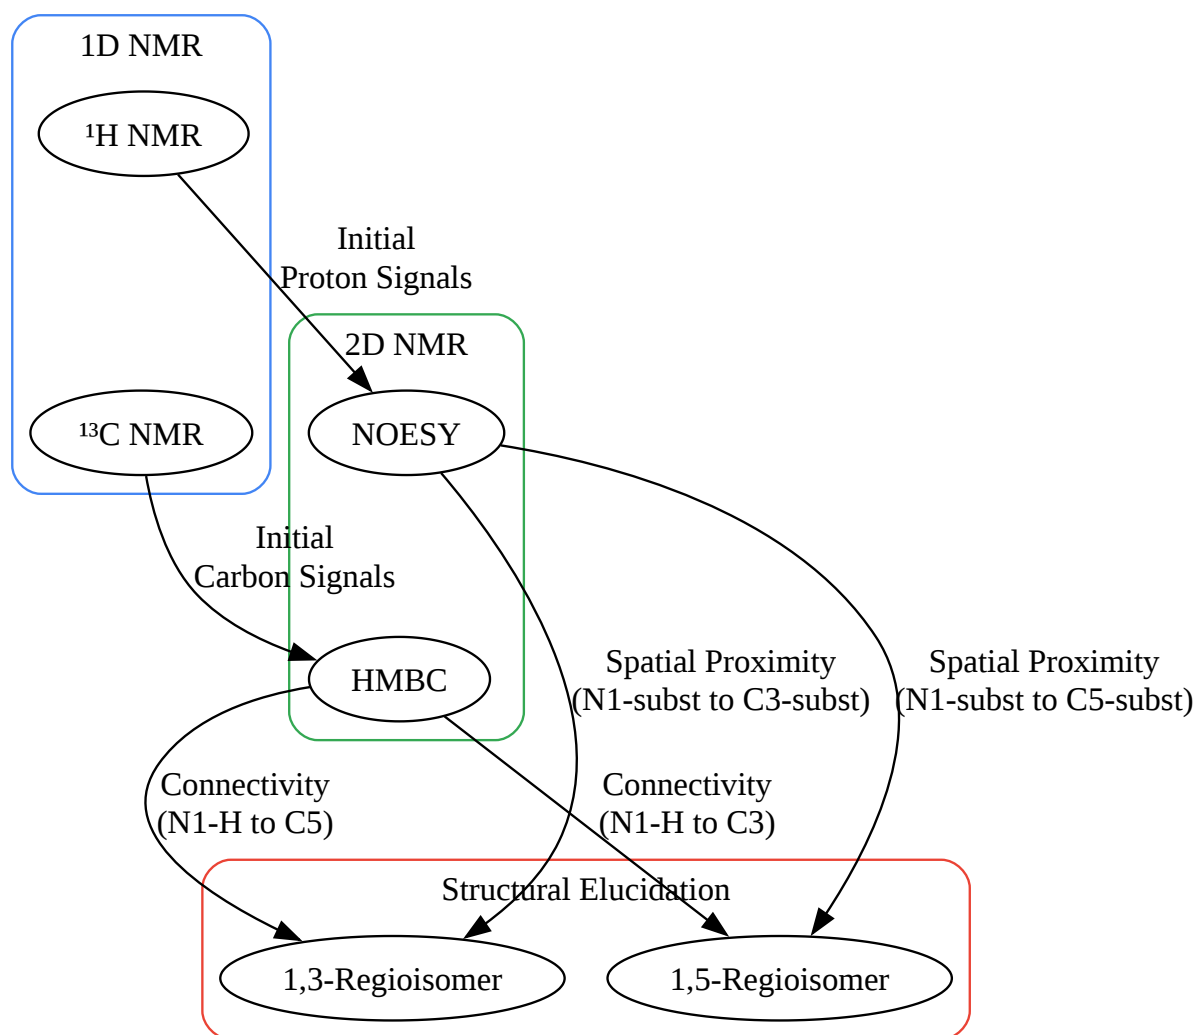 1D NMR
¹H NMR
Initial
Proton Signals
2D NMR
¹³C NMR
NOESY
Initial
Carbon Signals
HMBC
Spatial Proximity
(N1-subst to C3-subst)
Spatial Proximity
(N1-subst to C5-subst)
Connectivity
(N1-H to C5)
Connectivity
(N1-H to C3)
Structural Elucidation
1,3-Regioisomer
1,5-Regioisomer